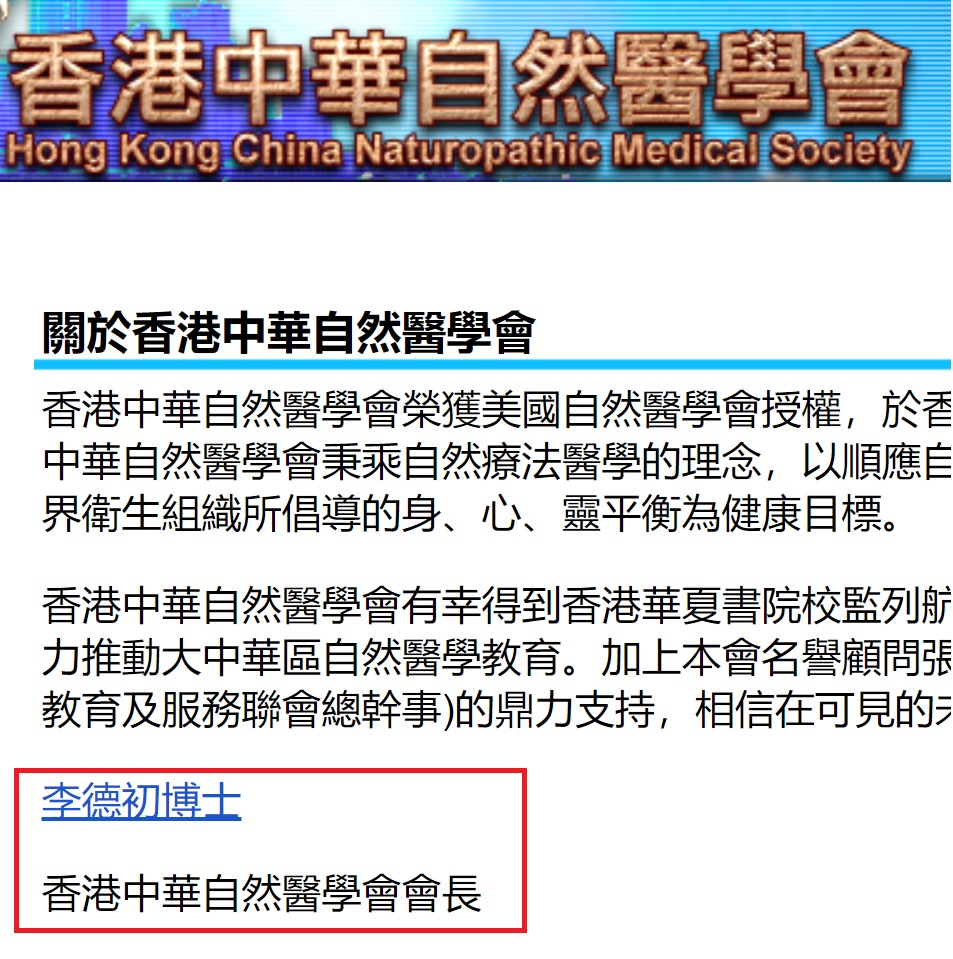 香港中華自然醫學會
Hong Kong China Naturopathic Medical Society
關於香港中華自然醫學會
香港中華自然醫學會榮獲美國自然醫學會授權，於香
中華自然醫學會秉乘自然療法醫學的理念，以順應自
界衛生組織所倡導的身、心、靈平衡為健康目標。
香港中華自然醫學會有幸得到香港華夏書院校監列航
力推動大中華區自然醫學教育。加上本會名譽顧問張
教育及服務聯會總幹事)的鼎力支持，相信在可見的未
李德初博士
香港中華自然醫學會會長